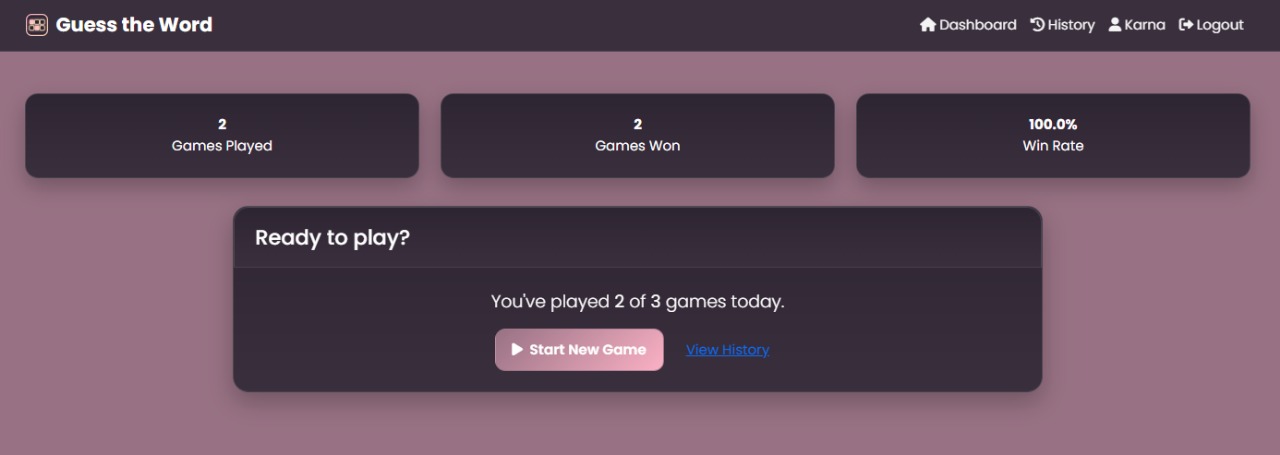 Guess the Word
Dashboard History Karna Logout
2
Games Played
2
Games Won
100.0%
Win Rate
Ready to play?
You've played 2 of 3 games today.
Start New Game View History